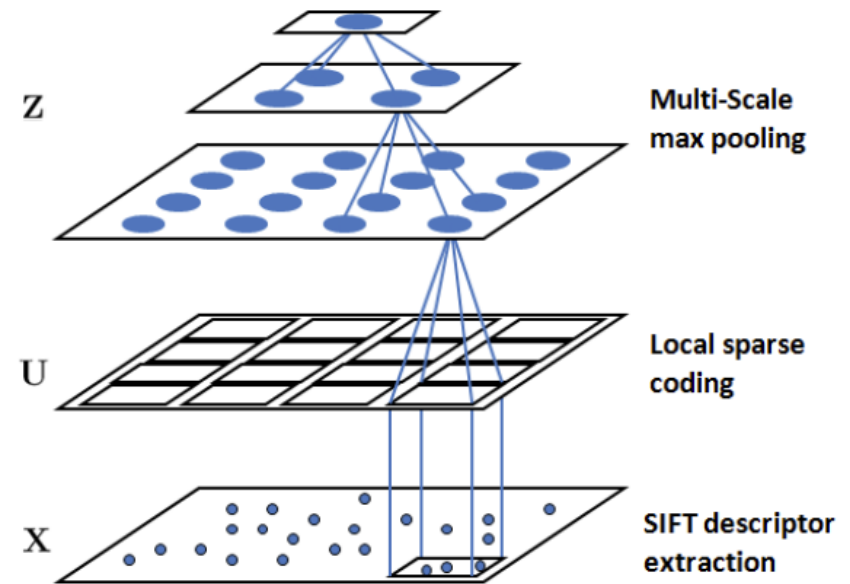 Z
Multi-Scale
max pooling
U
Local sparse
coding
X
SIFT descriptor
extraction